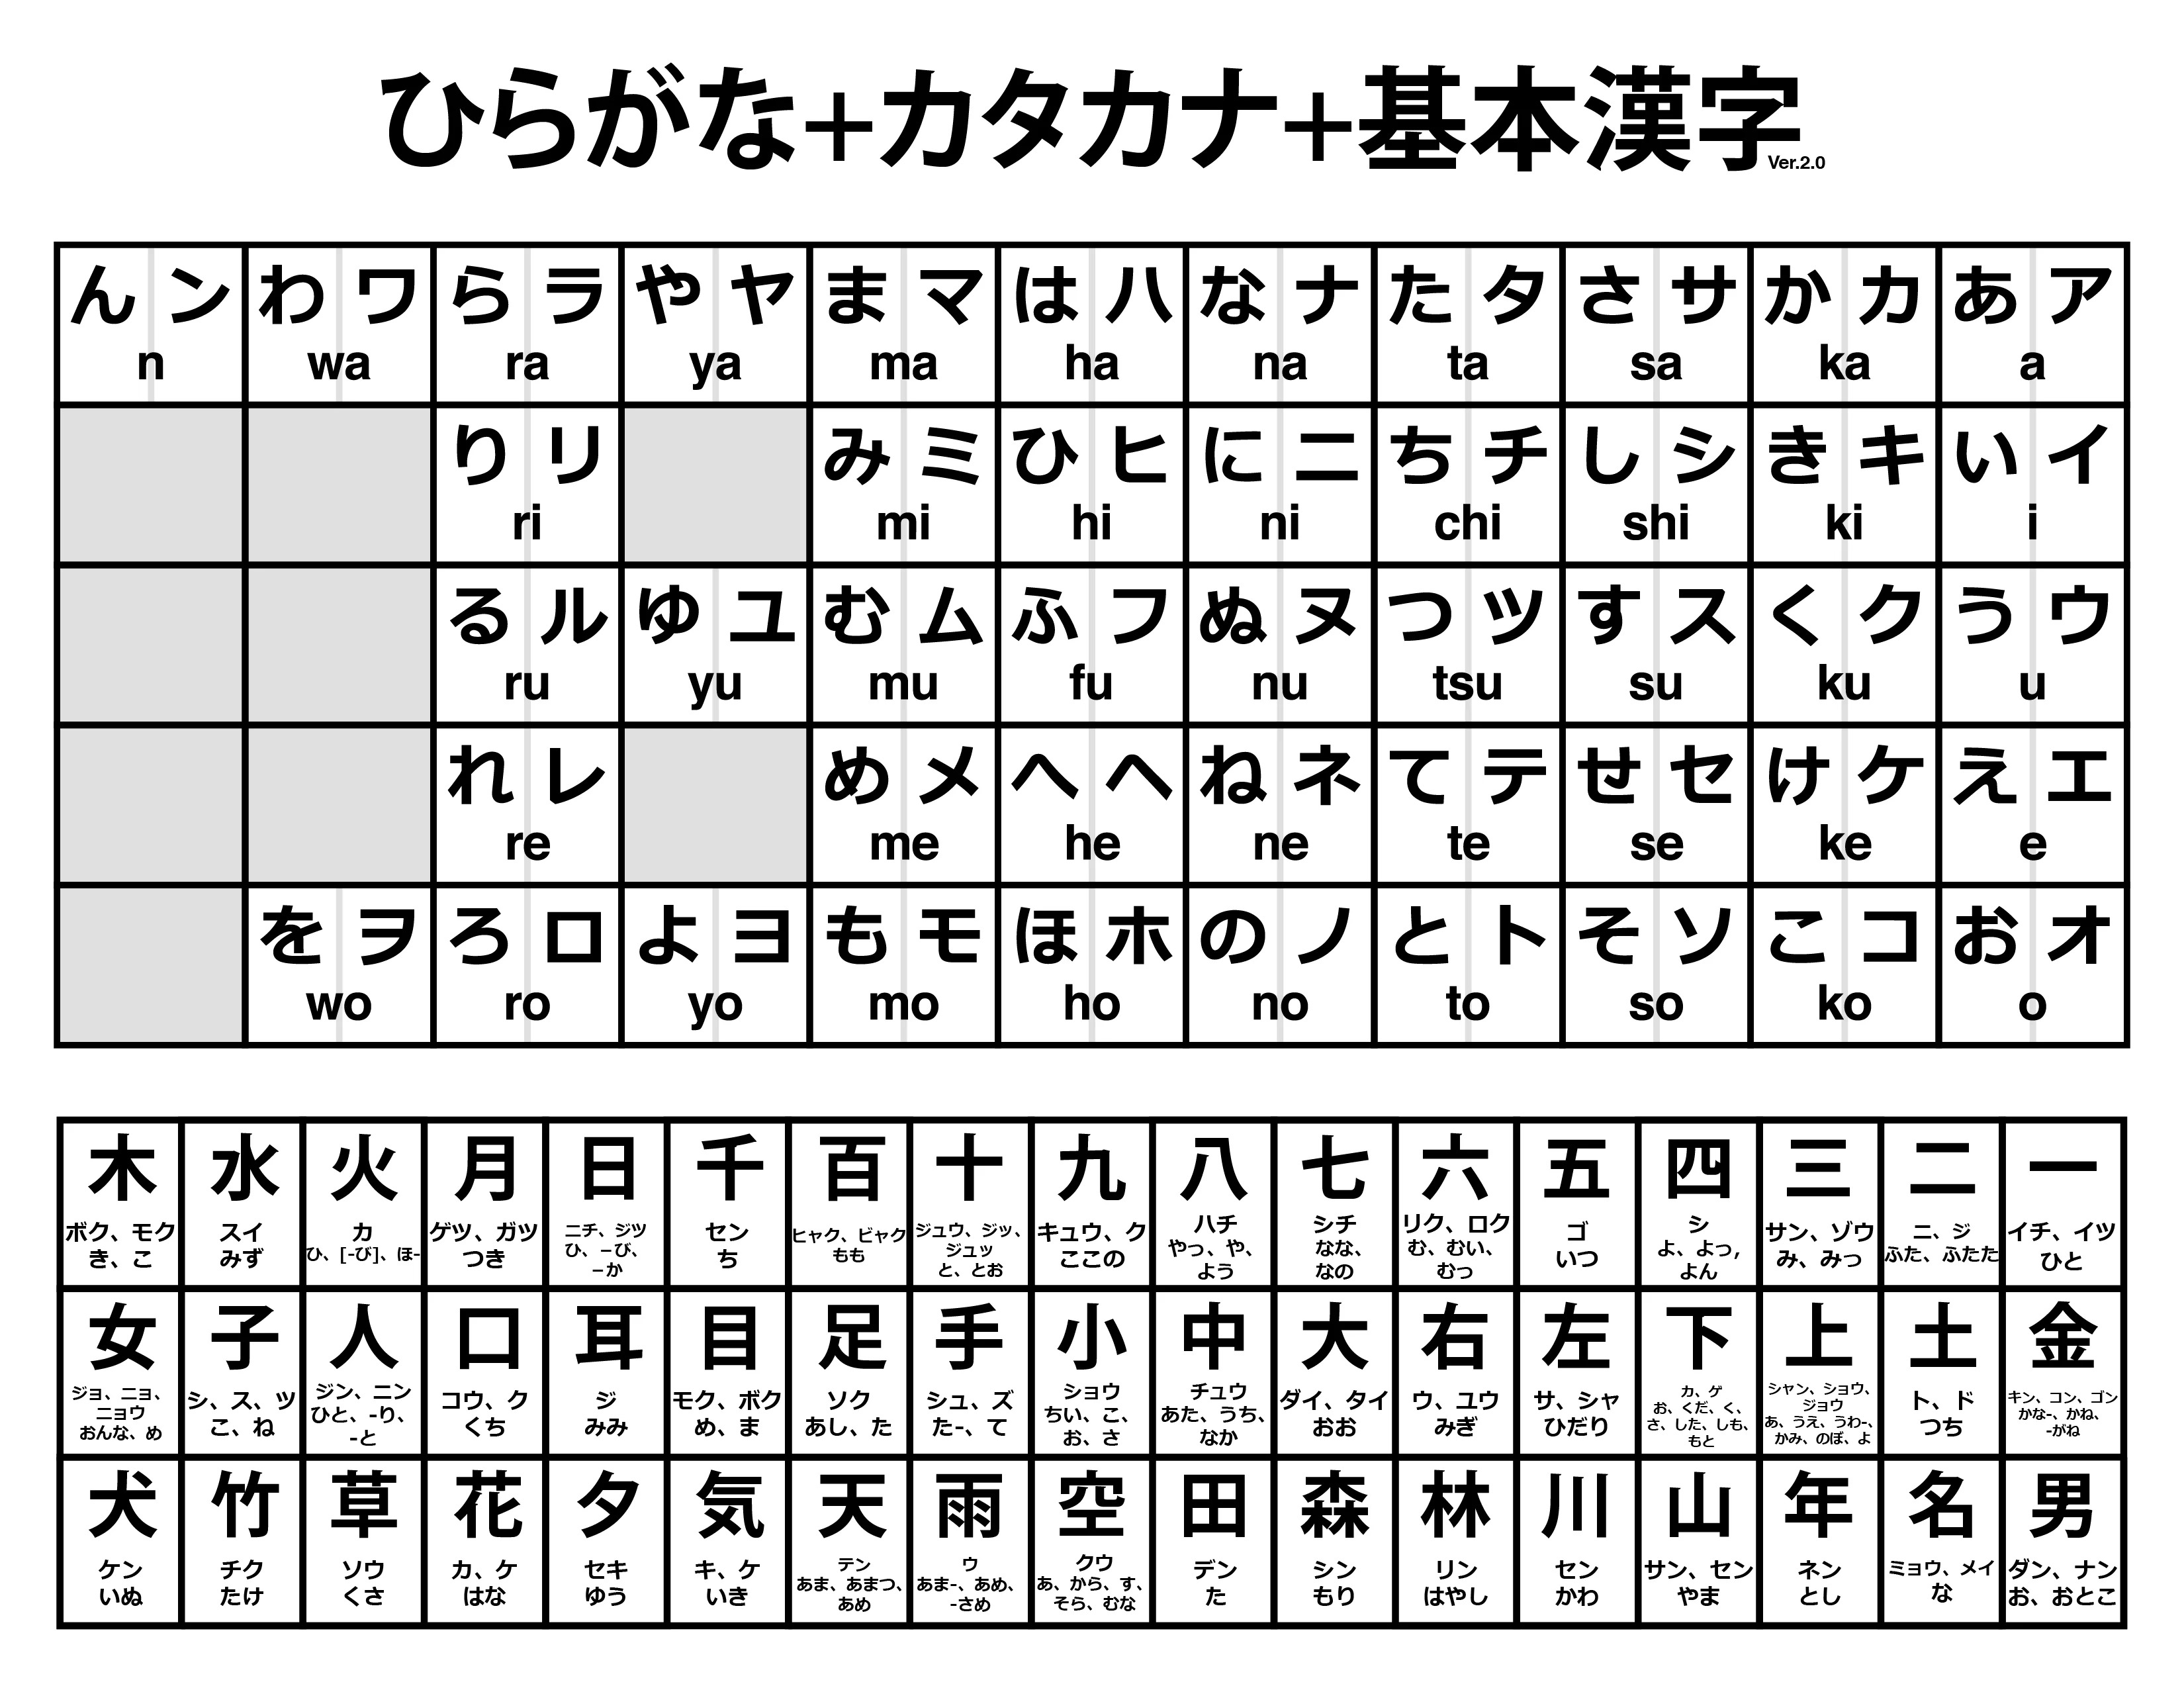 ひらがな+カタカナ+基本漢字 Ver.2.0
ん ン わ ワ ら ラ や ヤ ま マ は ハ な ナ た タ さ サ か カ あ ア
n wa ra ya ma ha na ta sa ka a
り リ み ミ ひ ヒ に ニ ち チ し シ き キ い イ
ri mi hi ni chi shi ki i
る ル ゆ ユ む ム ふ フ ぬ ヌ つ ツ す ス く ク う ウ
ru yu mu fu nu tsu su ku u
れ レ め メ へ ヘ ね ネ て テ せ セ け ケ え エ
re me he ne te se ke e
を ヲ ろ ロ よ ヨ も モ ほ ホ の ノ と ト そ ソ こ コ お オ
wo ro yo mo ho no to so ko o
木
ボク、モク
き、こ
水
スイ
みず
火
カ
ひ、[-び]、ほ-
月
ゲツ、ガツ
つき
日
ニチ、ジツ
ひ、−び、
−か
千
セン
ち
百
ヒャク、ビャク
もも
十
ジュウ、ジッ、
ジュッ
と、とお
九
キュウ、ク
ここの
八
ハチ
やっ、や、
よう
七
シチ
なな、
なの
六
リク、ロク
む、むい、
むっ
五
ゴ
いつ
四
シ
よ、よっ,
よん
三
サン、ゾウ
み、みっ
二
ニ、ジ
ふた、ふたた
一
イチ、イツ
ひと
女
ジョ、ニョ、
ニョウ
おんな、め
子
シ、ス、ツ
こ、ね
人
ジン、ニン
ひと、-り、
-と
口
コウ、ク
くち
耳
ジ
みみ
目
モク、ボク
め、ま
足
ソク
あし、た
手
シュ、ズ
た-、て
小
ショウ
ちい、こ、
お、さ
中
チュウ
あた、うち、
なか
大
ダイ、タイ
おお
右
ウ、ユウ
みぎ
左
サ、シャ
ひだり
下
カ、ゲ
お、くだ、く、
さ、した、しも、
もと
上
シャン、ショウ、
ジョウ
あ、うえ、うわ-、
かみ、のぼ、よ
土
ト、ド
つち
金
キン、コン、ゴン
かな-、かね、
-がね
犬
ケン
いぬ
竹
チク
たけ
草
ソウ
くさ
花
カ、ケ
はな
夕
セキ
ゆう
気
キ、ケ
いき
天
テン
あま、あまつ、
あめ
雨
ウ
あま-、あめ、
-さめ
空
クウ
あ、から、す、
そら、むな
田
デン
た
森
シン
もり
林
リン
はやし
川
セン
かわ
山
サン、セン
やま
年
ネン
とし
名
ミョウ、メイ
な
男
ダン、ナン
お、おとこ